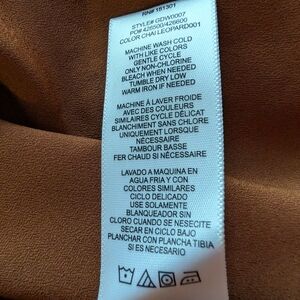 RN# 151301
STYLE# GDW0007
PO# 426500/426600
COLOR CHAI LEOPARD001
MACHINE WASH COLD
WITH LIKE COLORS
GENTLE CYCLE
ONLY NON-CHLORINE
BLEACH WHEN NEEDED
TUMBLE DRY LOW
WARM IRON IF NEEDED
MACHINE À LAVER FROIDE
AVEC DES COULEURS
SIMILAIRES CYCLE DÉLICAT
BLANCHIMENT SANS CHLORE
UNIQUEMENT LORSQUE
NÉCESSAIRE
TAMBOUR BASSE
FER CHAUD SI NÉCESSAIRE
LAVADO A MAQUINA EN
AGUA FRIA Y CON
COLORES SIMILARES
CICLO DELICADO
USE SOLAMENTE
BLANQUEADOR SIN
CLORO CUANDO SE NESECITE
SECAR EN CICLO BAJO
PLANCHAR CON PLANCHA TIBIA
SI ES NECESARIO